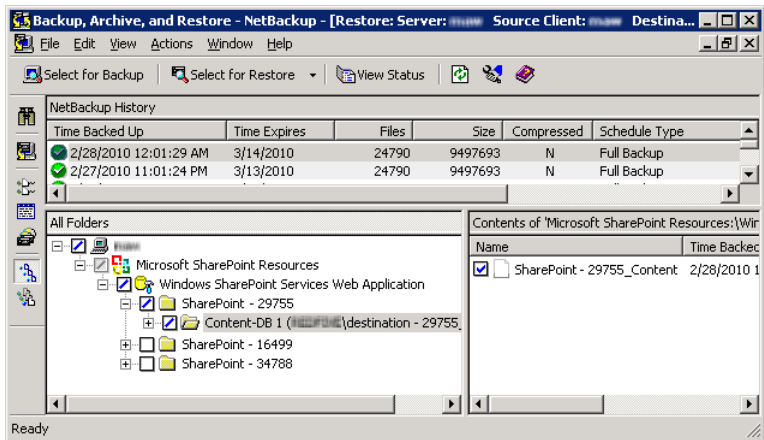 Backup, Archive, and Restore - NetBackup - [Restore: Server: Source Client: Destina...
File Edit View Actions Window Help
Select for Backup Select for Restore View Status
NetBackup History
Time Backed Up Time Expires Files Size Compressed Schedule Type
2/28/2010 12:01:29 AM 3/14/2010 24790 9497693 N Full Backup
2/27/2010 11:01:24 PM 3/13/2010 24790 9497693 N Full Backup
All Folders
Contents of 'Microsoft SharePoint Resources:\Win
Name Time Backed
Microsoft SharePoint Resources
SharePoint - 29755_Content 2/28/2010 1
Windows SharePoint Services Web Application
SharePoint - 29755
Content-DB 1 ( \destination - 29755_
SharePoint - 16499
SharePoint - 34788
Ready